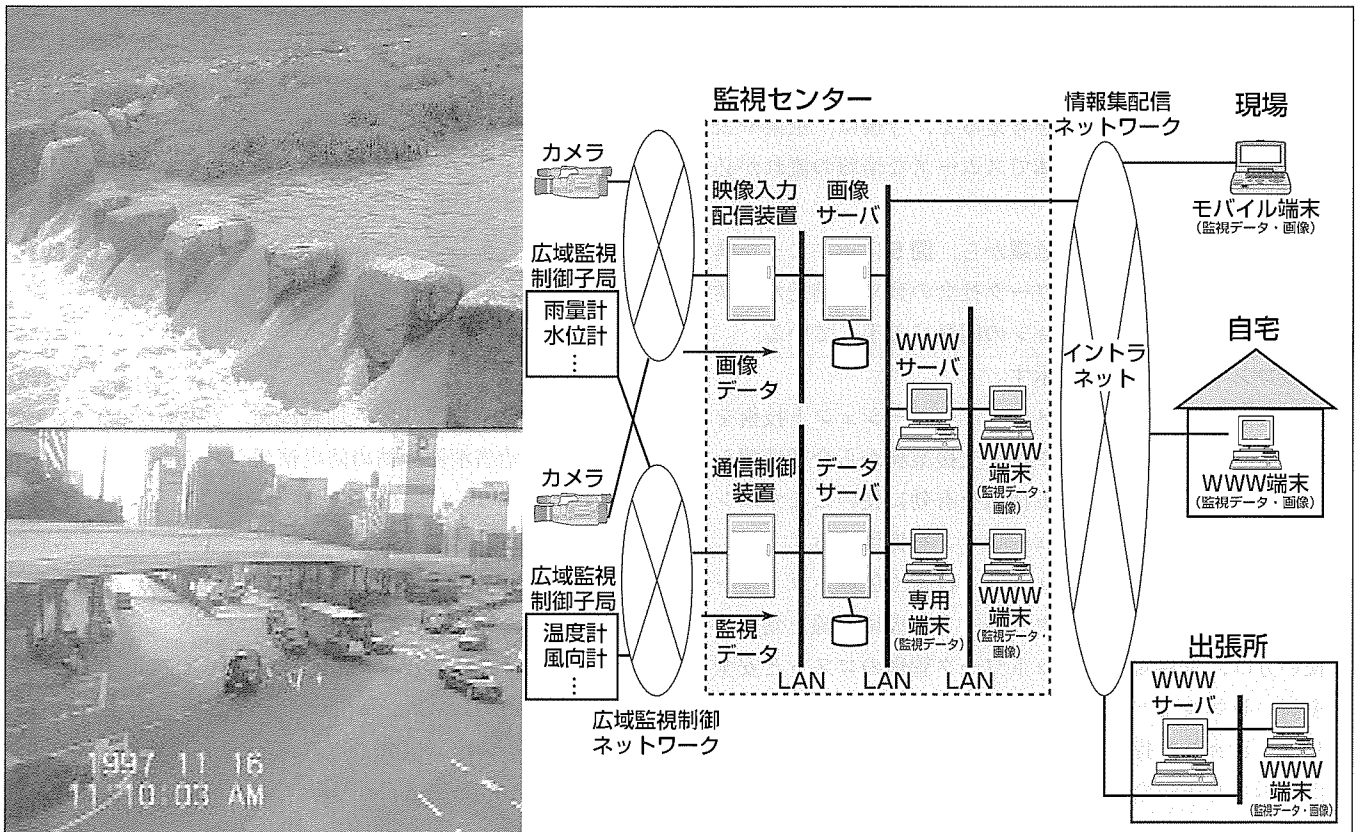 1997 11 16
11:10:03 AM
カメラ
広域監視
制御子局
雨量計
水位計
⋮
カメラ
広域監視
制御子局
温度計
風向計
⋮
広域監視制御
ネットワーク
監視センター
映像入力
配信装置
画像
サーバ
画像
データ
WWW
サーバ
WWW
端末
(監視データ・
画像)
通信制御
装置
データ
サーバ
監視
データ
専用
端末
(監視データ)
WWW
端末
(監視データ・
画像)
LAN
LAN
LAN
情報集配信
ネットワーク
イントラ
ネット
現場
モバイル端末
(監視データ・画像)
自宅
WWW端末
(監視データ・画像)
出張所
WWW
サーバ
WWW
端末
(監視データ・画像)